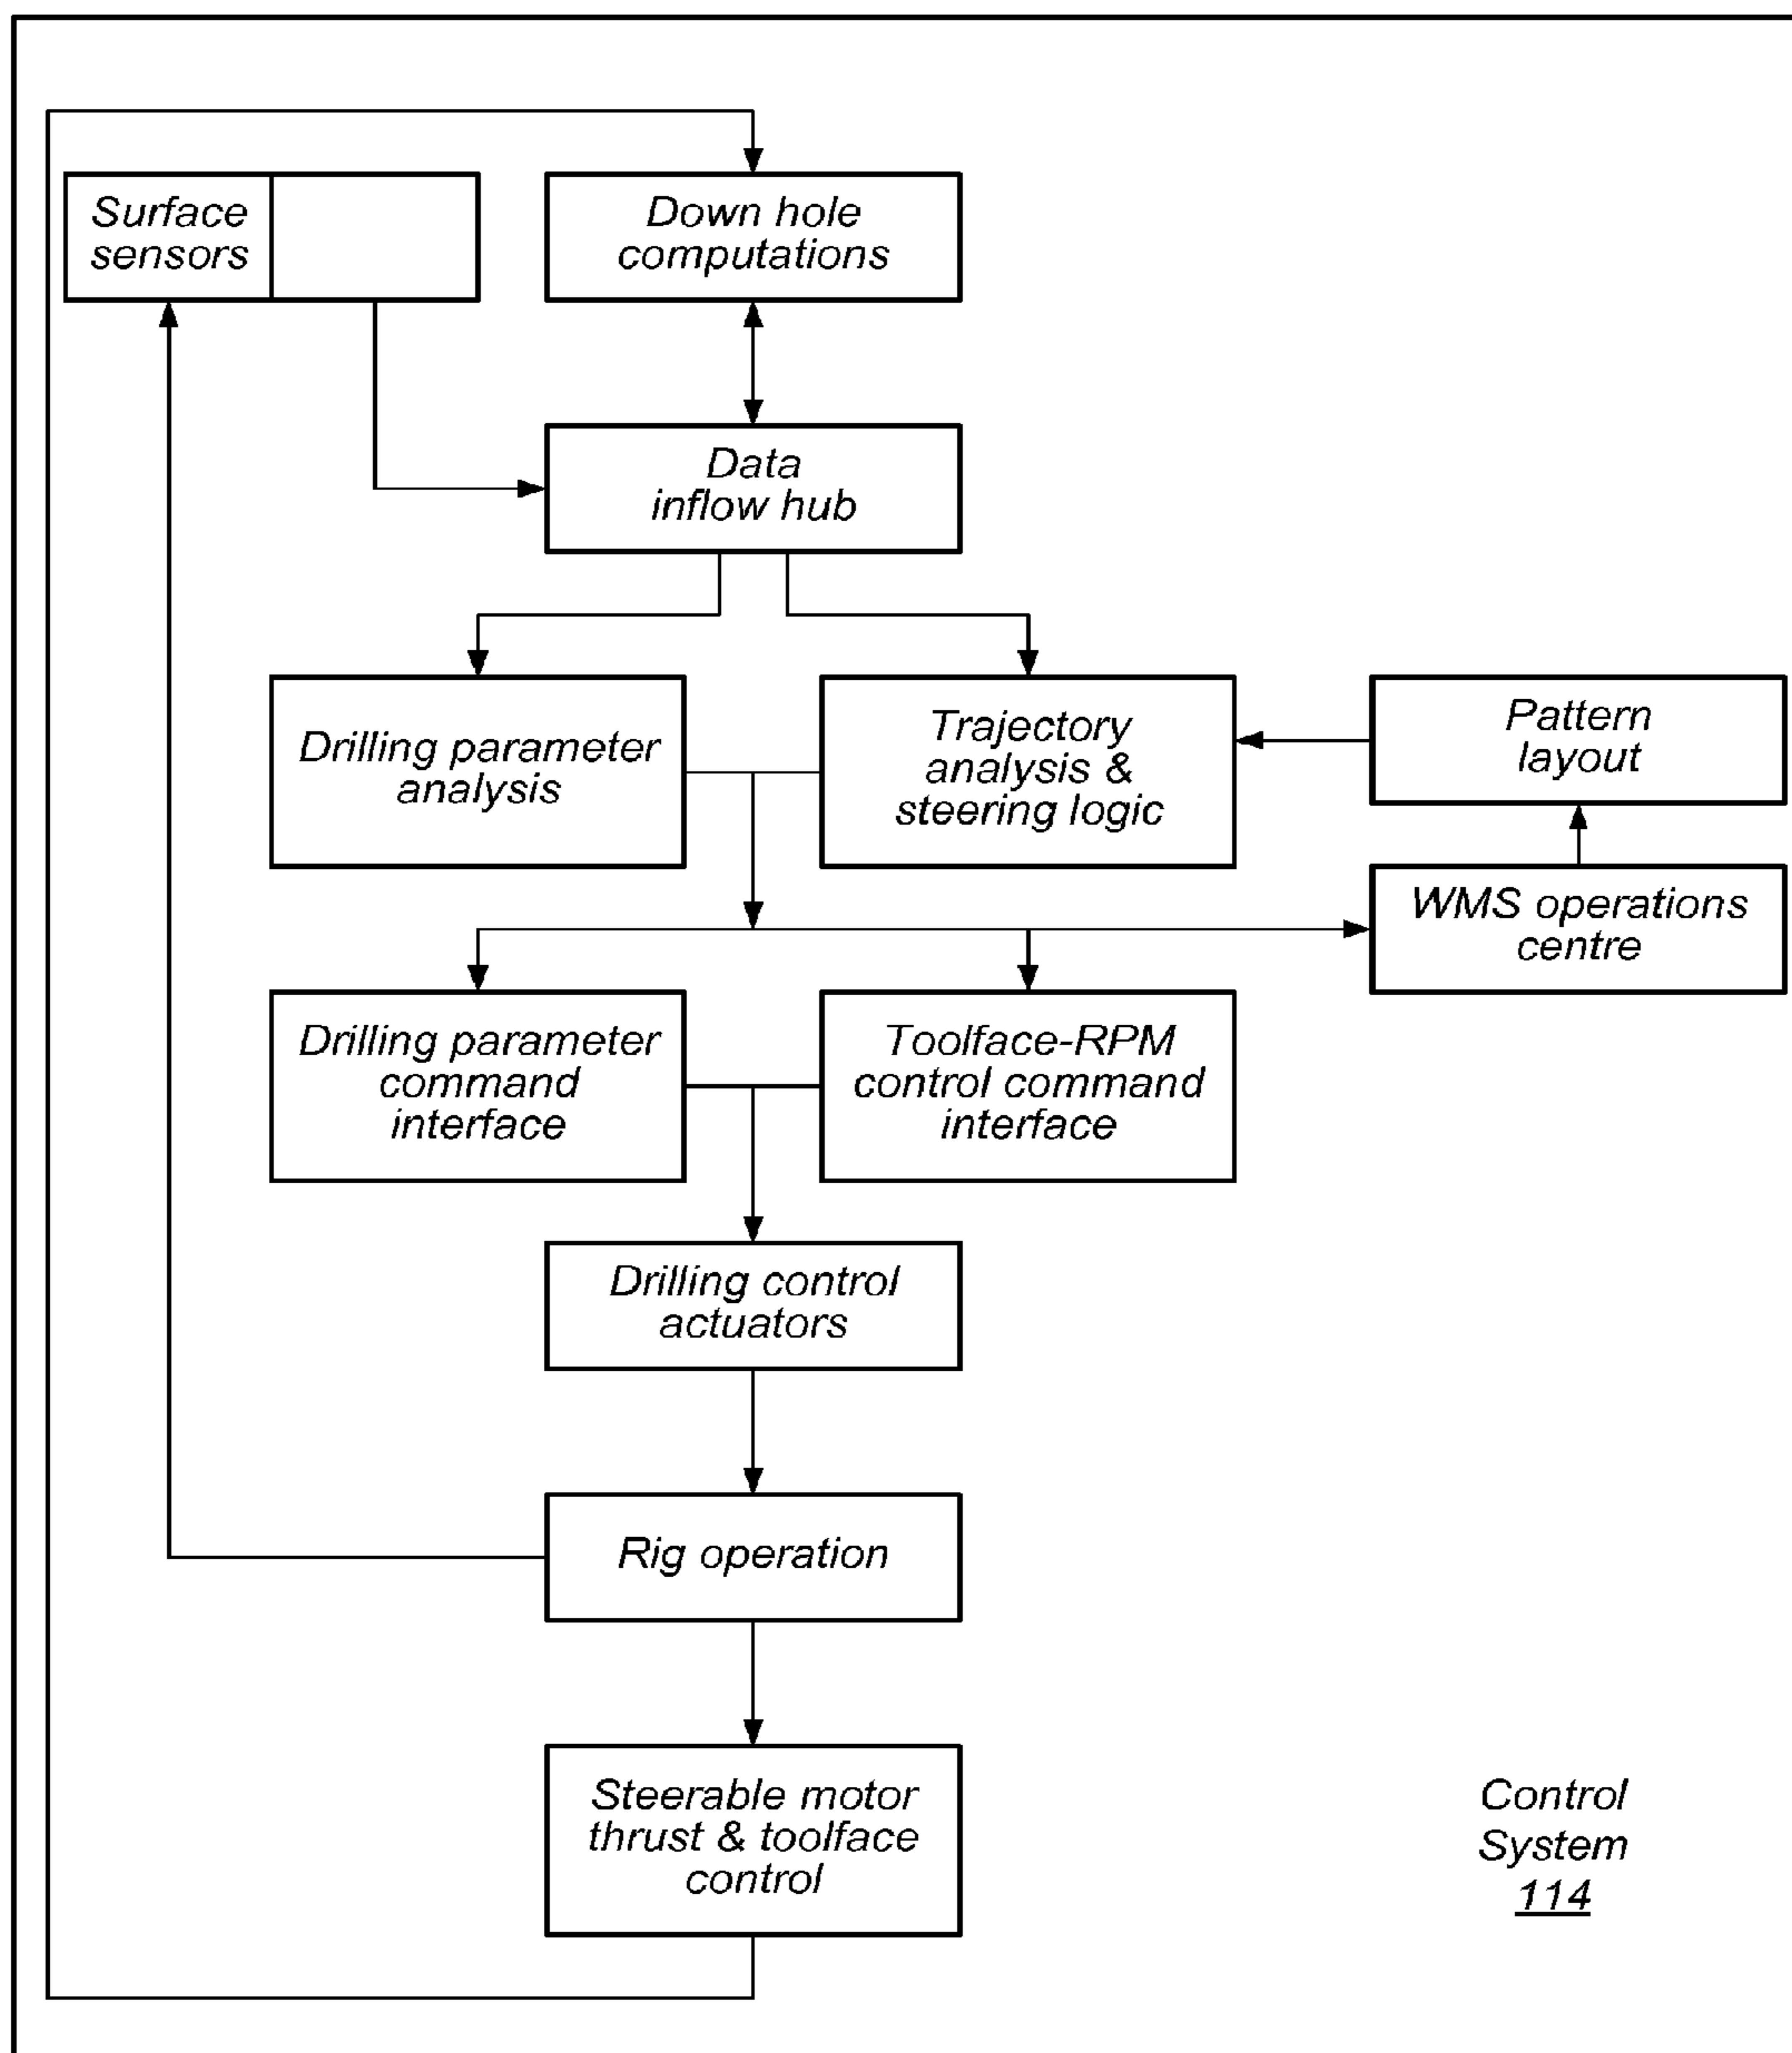 Surface
sensors
Down hole
computations
Data
inflow hub
Drilling parameter
analysis
Trajectory
analysis &
steering logic
Pattern
layout
WMS operations
centre
Drilling parameter
command
interface
Toolface-RPM
control command
interface
Drilling control
actuators
Rig operation
Steerable motor
thrust & toolface
control
Control
System
114